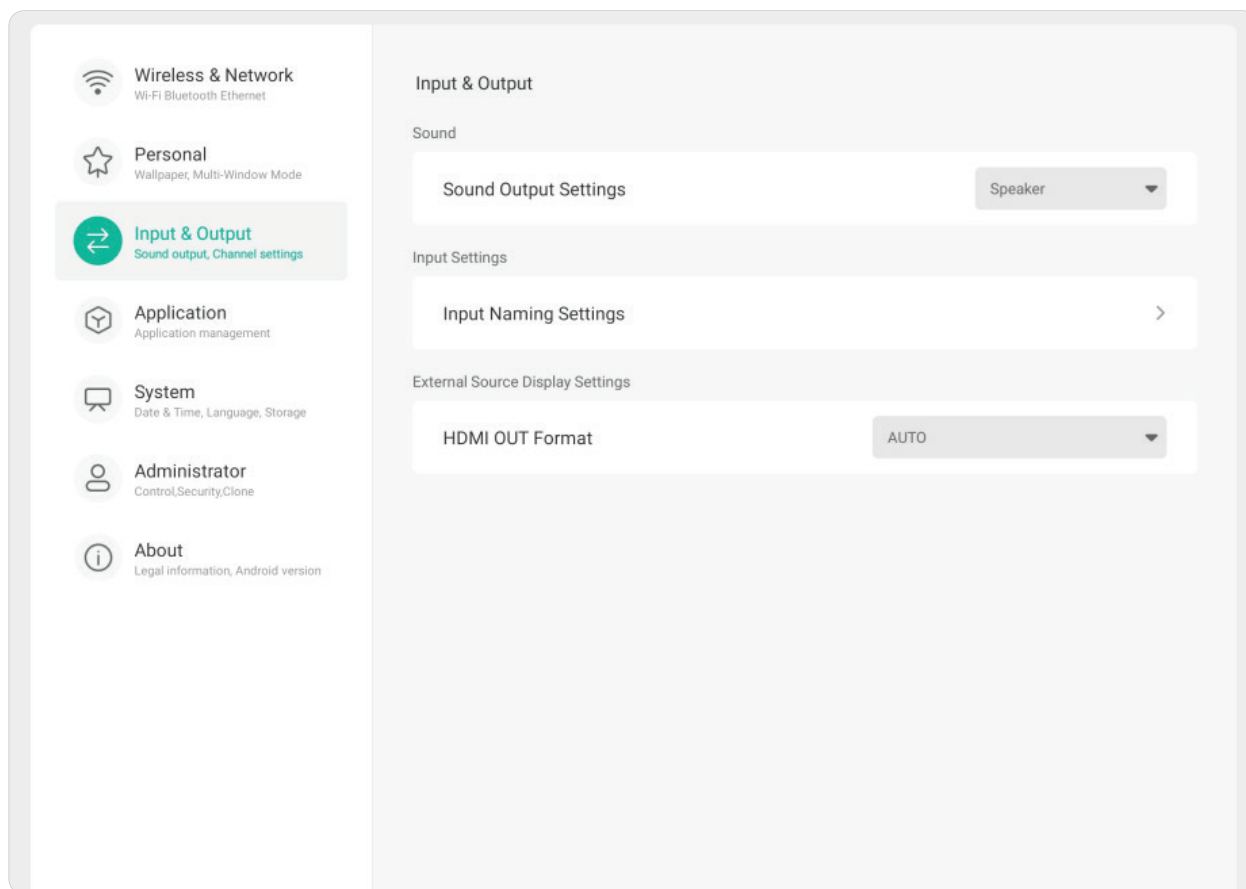 Wireless & Network
Wi-Fi Bluetooth Ethernet
Personal
Wallpaper, Multi-Window Mode
Input & Output
Sound output, Channel settings
Application
Application management
System
Date & Time, Language, Storage
Administrator
Control,Security,Clone
About
Legal information, Android version
Input & Output
Sound
Sound Output Settings
Speaker
Input Settings
Input Naming Settings
External Source Display Settings
HDMI OUT Format
AUTO